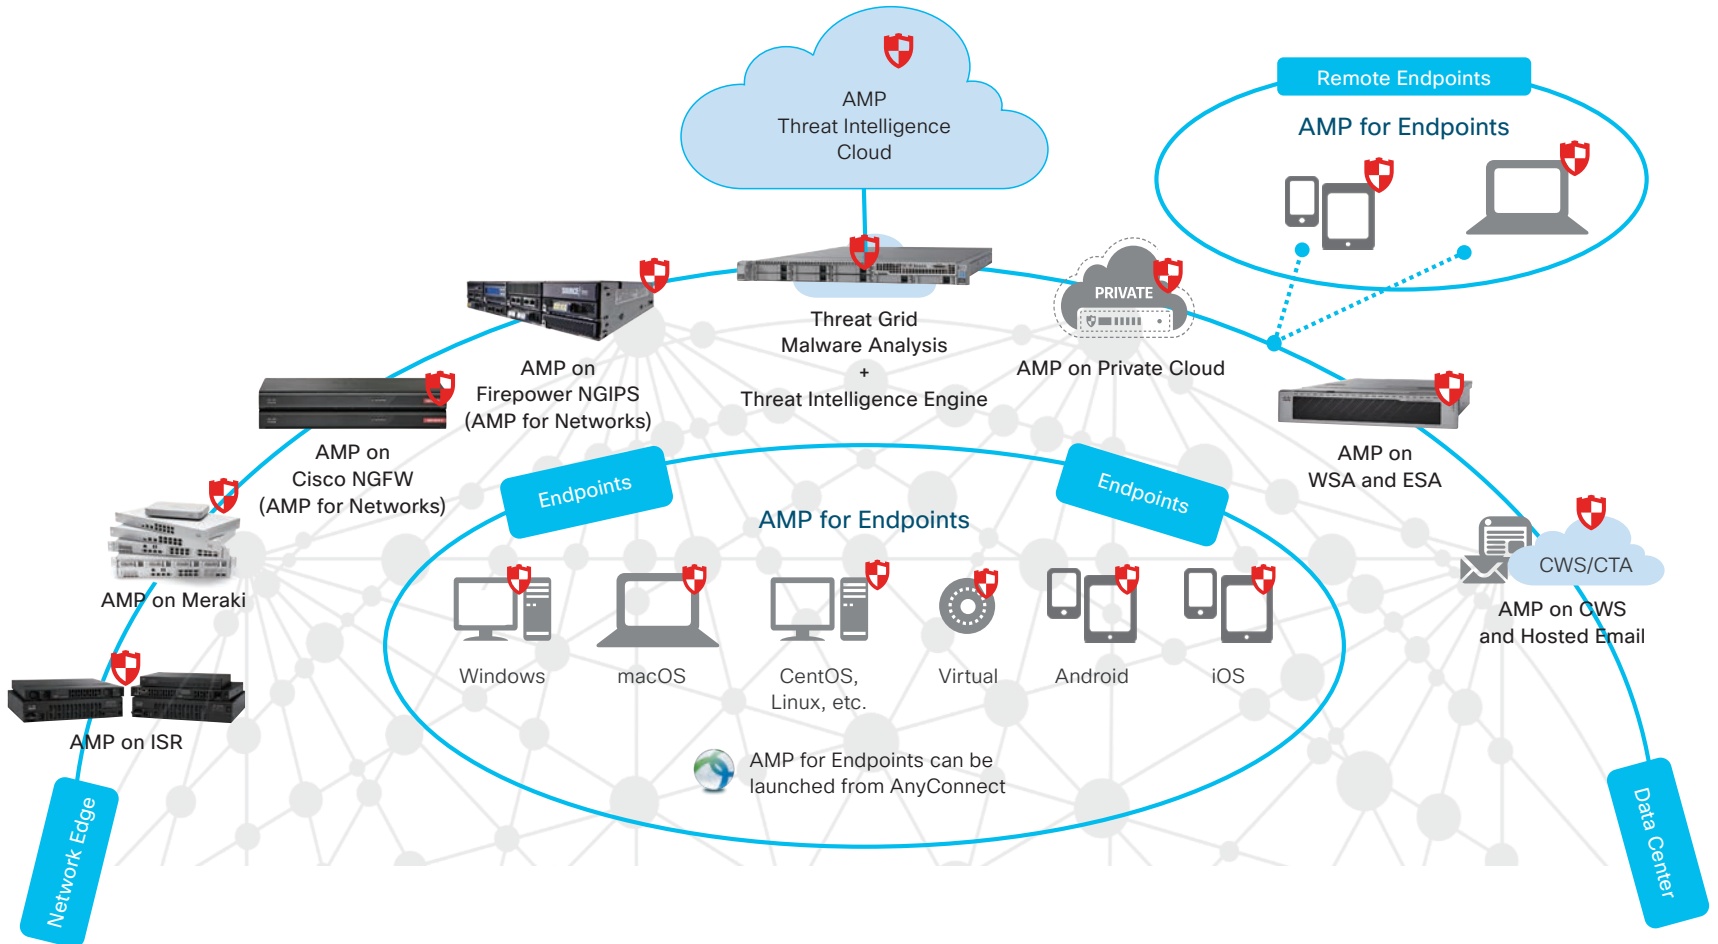 AMP
Threat Intelligence
Cloud
Remote Endpoints
AMP for Endpoints
PRIVATE
Threat Grid
Malware Analysis
+
Threat Intelligence Engine
AMP on Private Cloud
AMP on
Firepower NGIPS
(AMP for Networks)
AMP on
Cisco NGFW
(AMP for Networks)
AMP on
WSA and ESA
Endpoints
Endpoints
AMP for Endpoints
AMP on Meraki
CWS/CTA
AMP on CWS
and Hosted Email
Windows
macOS
CentOS,
Linux, etc.
Virtual
Android
iOS
AMP on ISR
AMP for Endpoints can be
launched from AnyConnect
Network Edge
Data Center